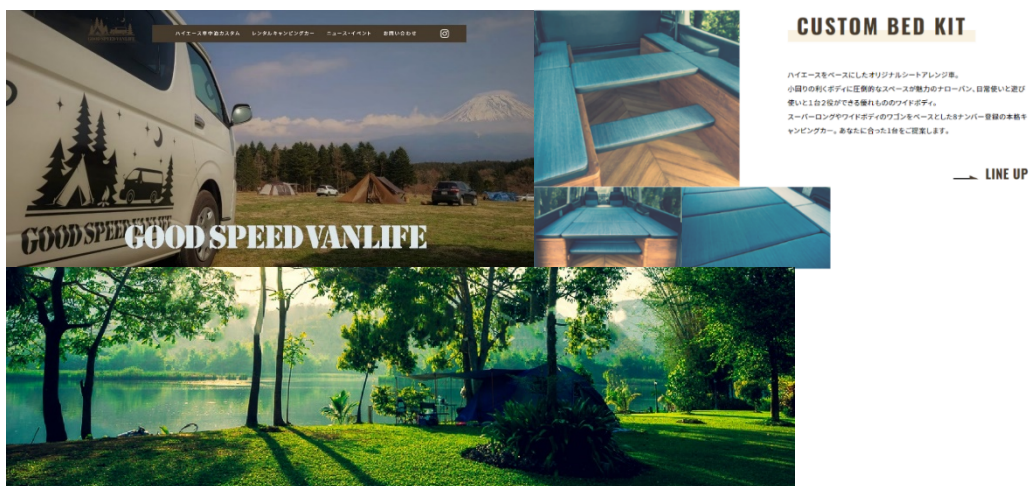 ハイエース車中泊カスタム レンタルキャンピングカー ニュース・イベント お問い合わせ
GOOD SPEED VANLIFE
GOOD SPEED VANLIFE
CUSTOM BED KIT
ハイエースをベースにしたオリジナルシートアレンジ車。
小回りの利くボディに圧倒的なスペースが魅力のナローバン、日常使いと遊び
使いと1台2役ができる優れもののワイドボディ。
スーパーロングやワイドボディのワゴンをベースとした8ナンバー登録の本格キ
ャンピングカー。あなたに合った1台をご提案します。
LINE UP